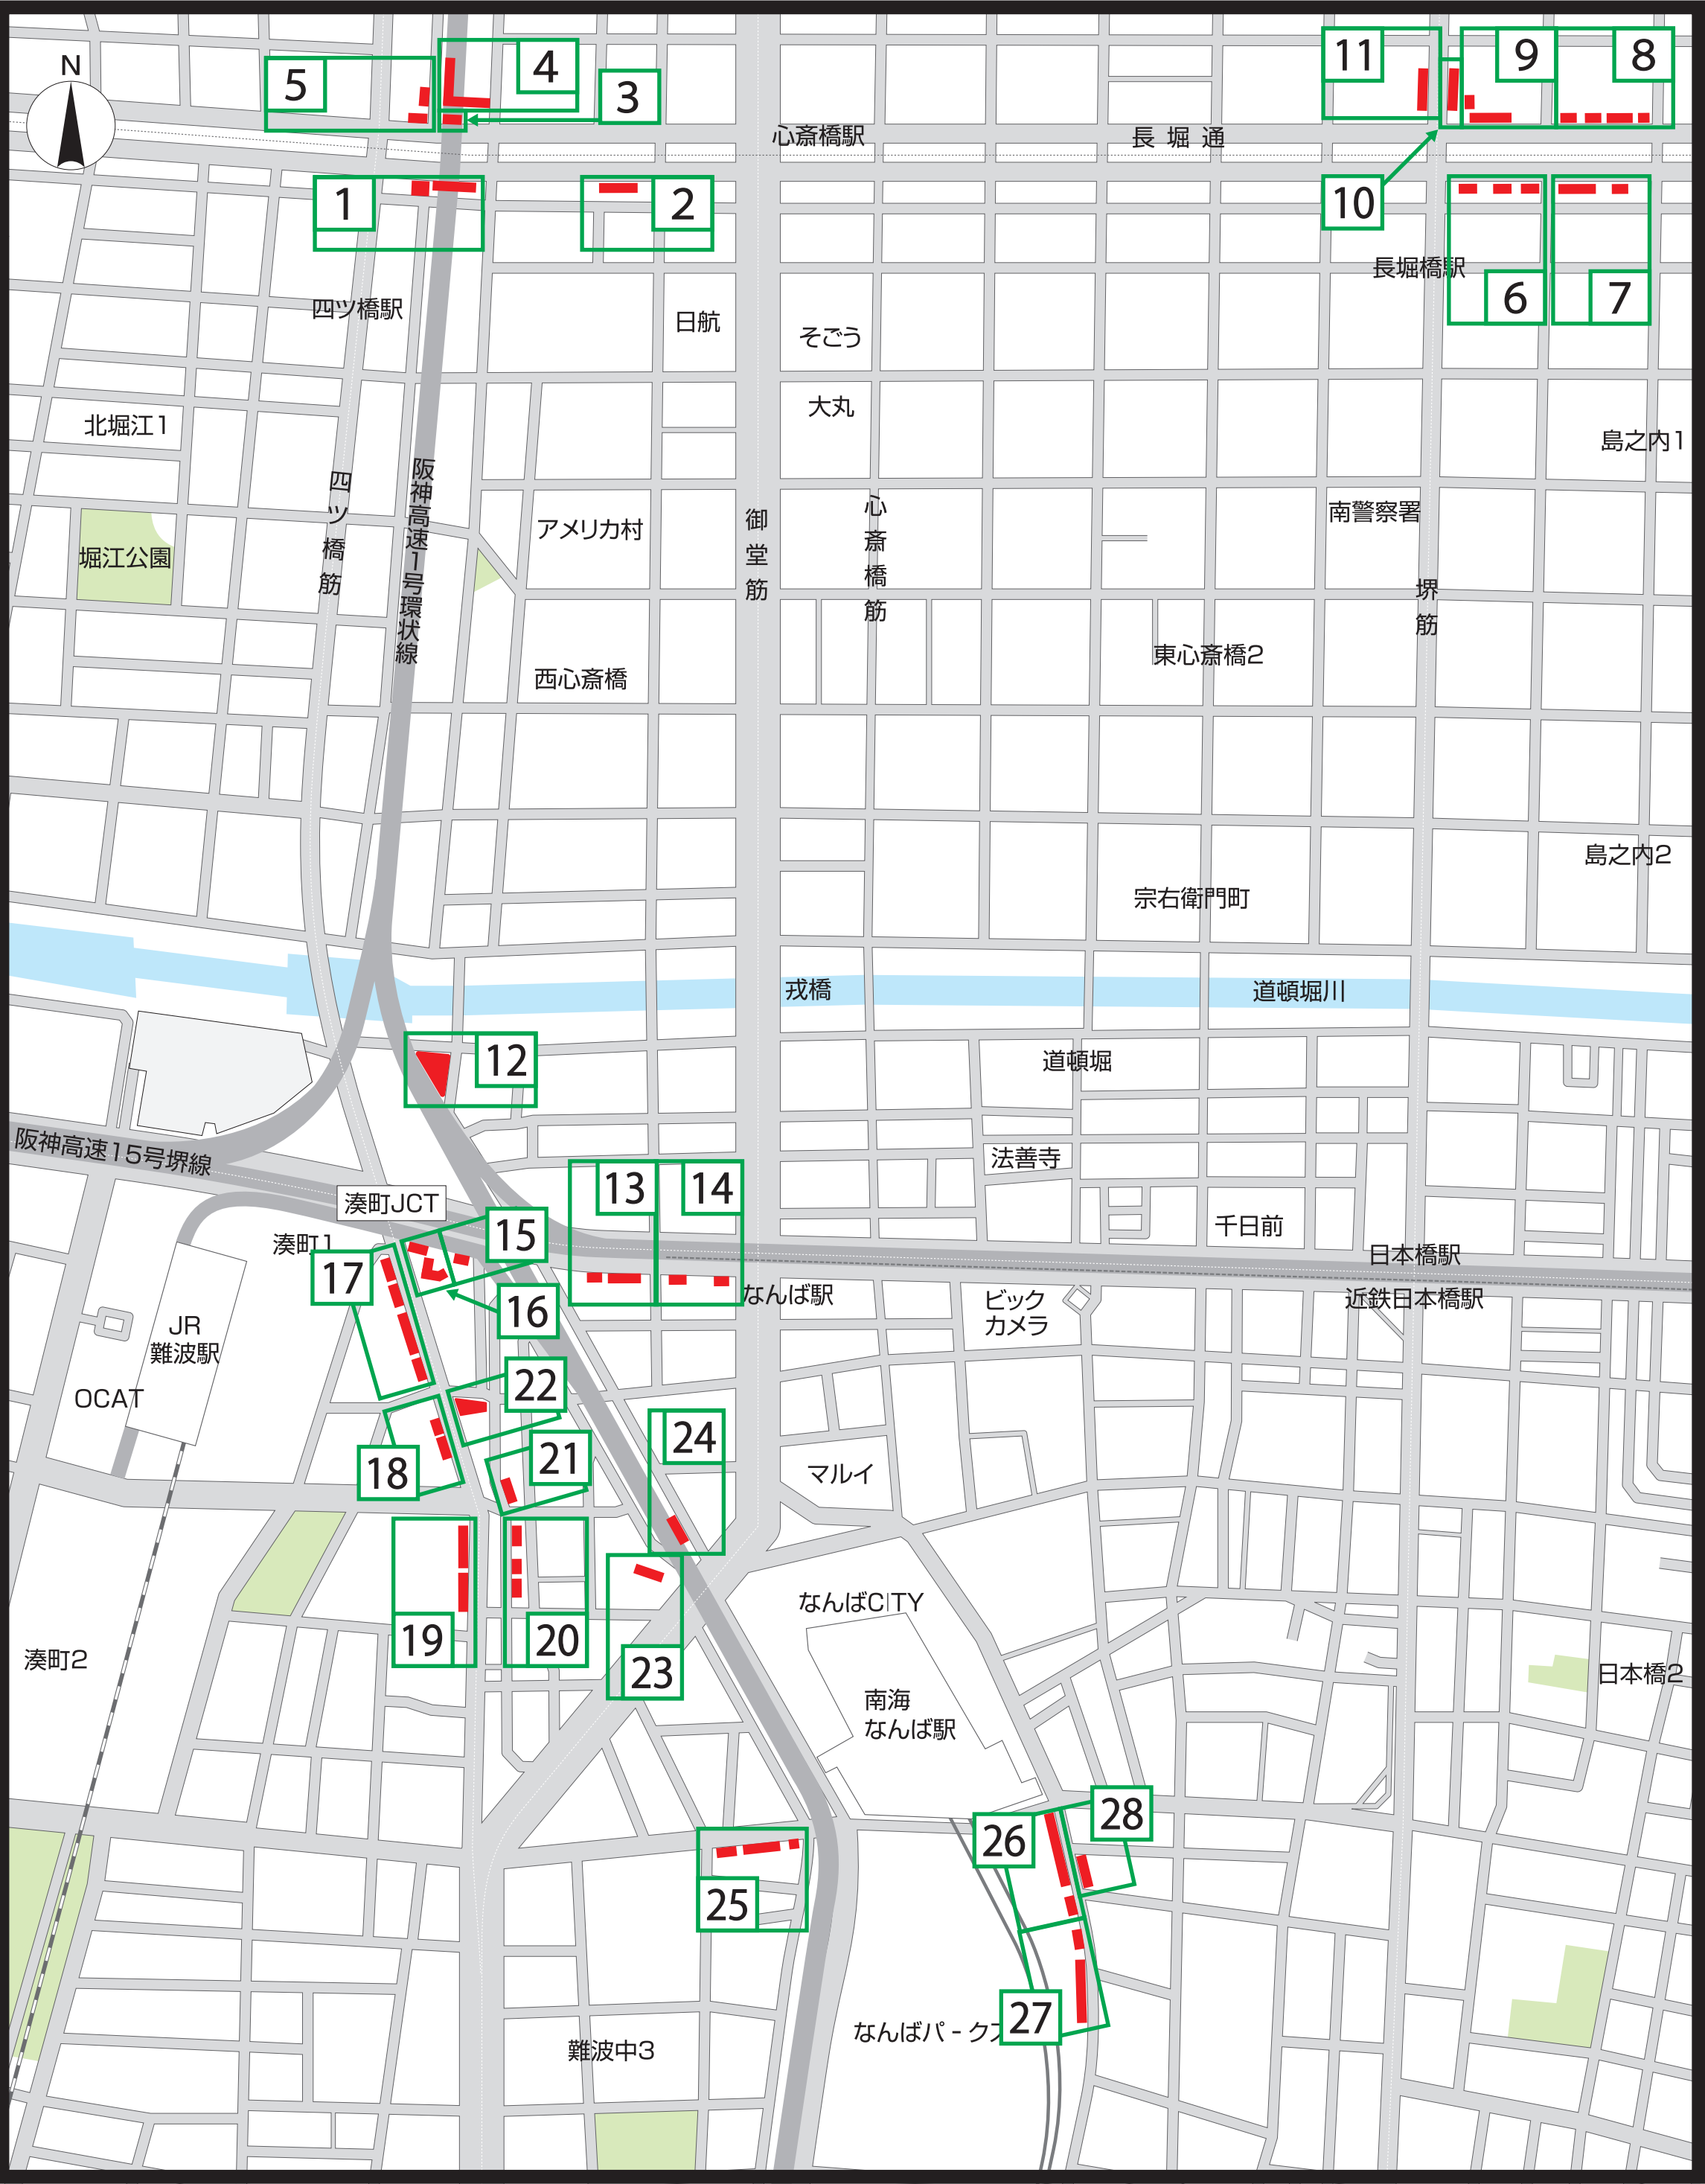 N
5
4
3
11
9
8
心斎橋駅
長堀通
1
2
10
長堀橋駅
6
7
四ツ橋駅
日航
そごう
大丸
北堀江1
島之内1
四ツ橋筋
阪神高速1号環状線
アメリカ村
御堂筋
心斎橋筋
南警察署
堀江公園
堺筋
西心斎橋
東心斎橋2
島之内2
宗右衛門町
戎橋
道頓堀川
12
道頓堀
阪神高速15号堺線
法善寺
13
14
湊町JCT
15
千日前
湊町1
日本橋駅
17
なんば駅
近鉄日本橋駅
16
ビック
カメラ
JR
難波駅
OCAT
22
24
21
18
マルイ
なんばCITY
19
20
23
湊町2
日本橋2
南海
なんば駅
28
26
25
27
なんばパ-ク
難波中3